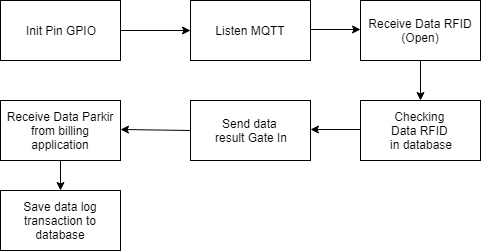 Init Pin GPIO
Listen MQTT
Receive Data RFID
(Open)
Checking
Data RFID
in database
Send data
result Gate In
Receive Data Parkir
from billing
application
Save data log
transaction to
database